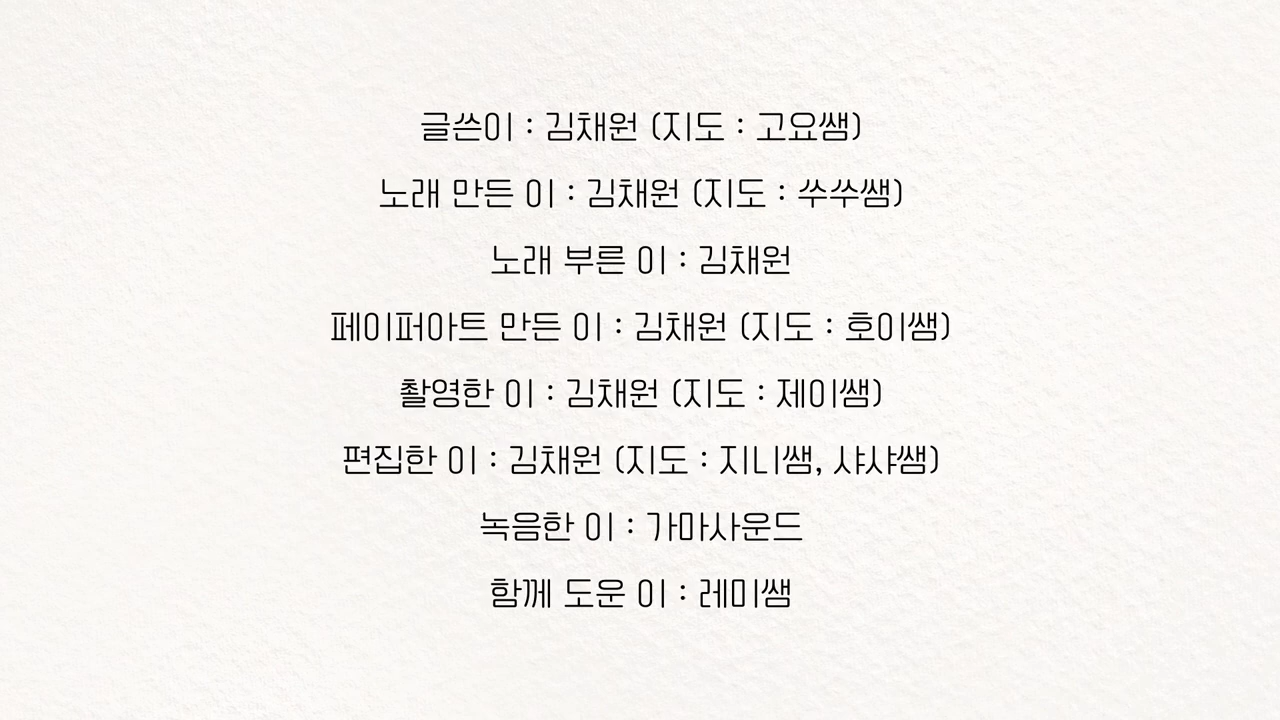 글쓴이 : 김채원 (지도 : 고요쌤)
노래 만든 이 : 김채원 (지도 : 쑤쑤쌤)
노래 부른 이 : 김채원
페이퍼아트 만든 이 : 김채원 (지도 : 호이쌤)
촬영한 이 : 김채원 (지도 : 제이쌤)
편집한 이 : 김채원 (지도 : 지니쌤, 샤샤쌤)
녹음한 이 : 가마사운드
함께 도운 이 : 레미쌤